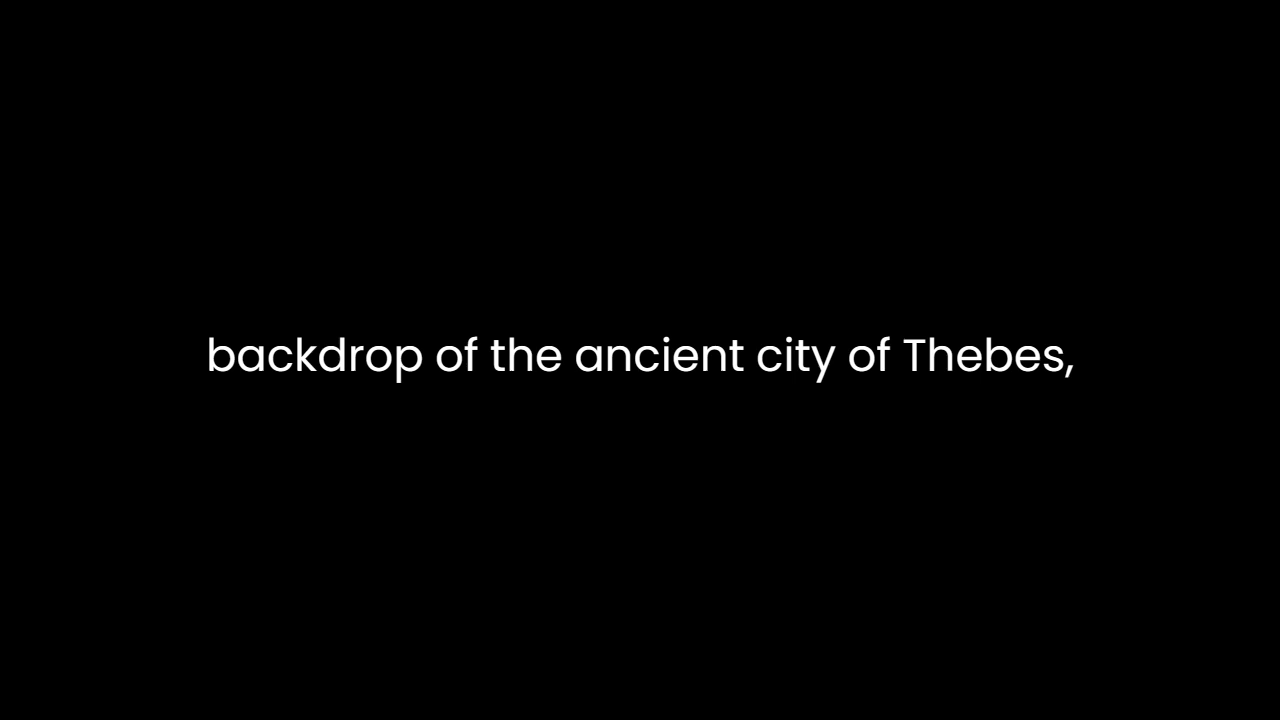 backdrop of the ancient city of Thebes,